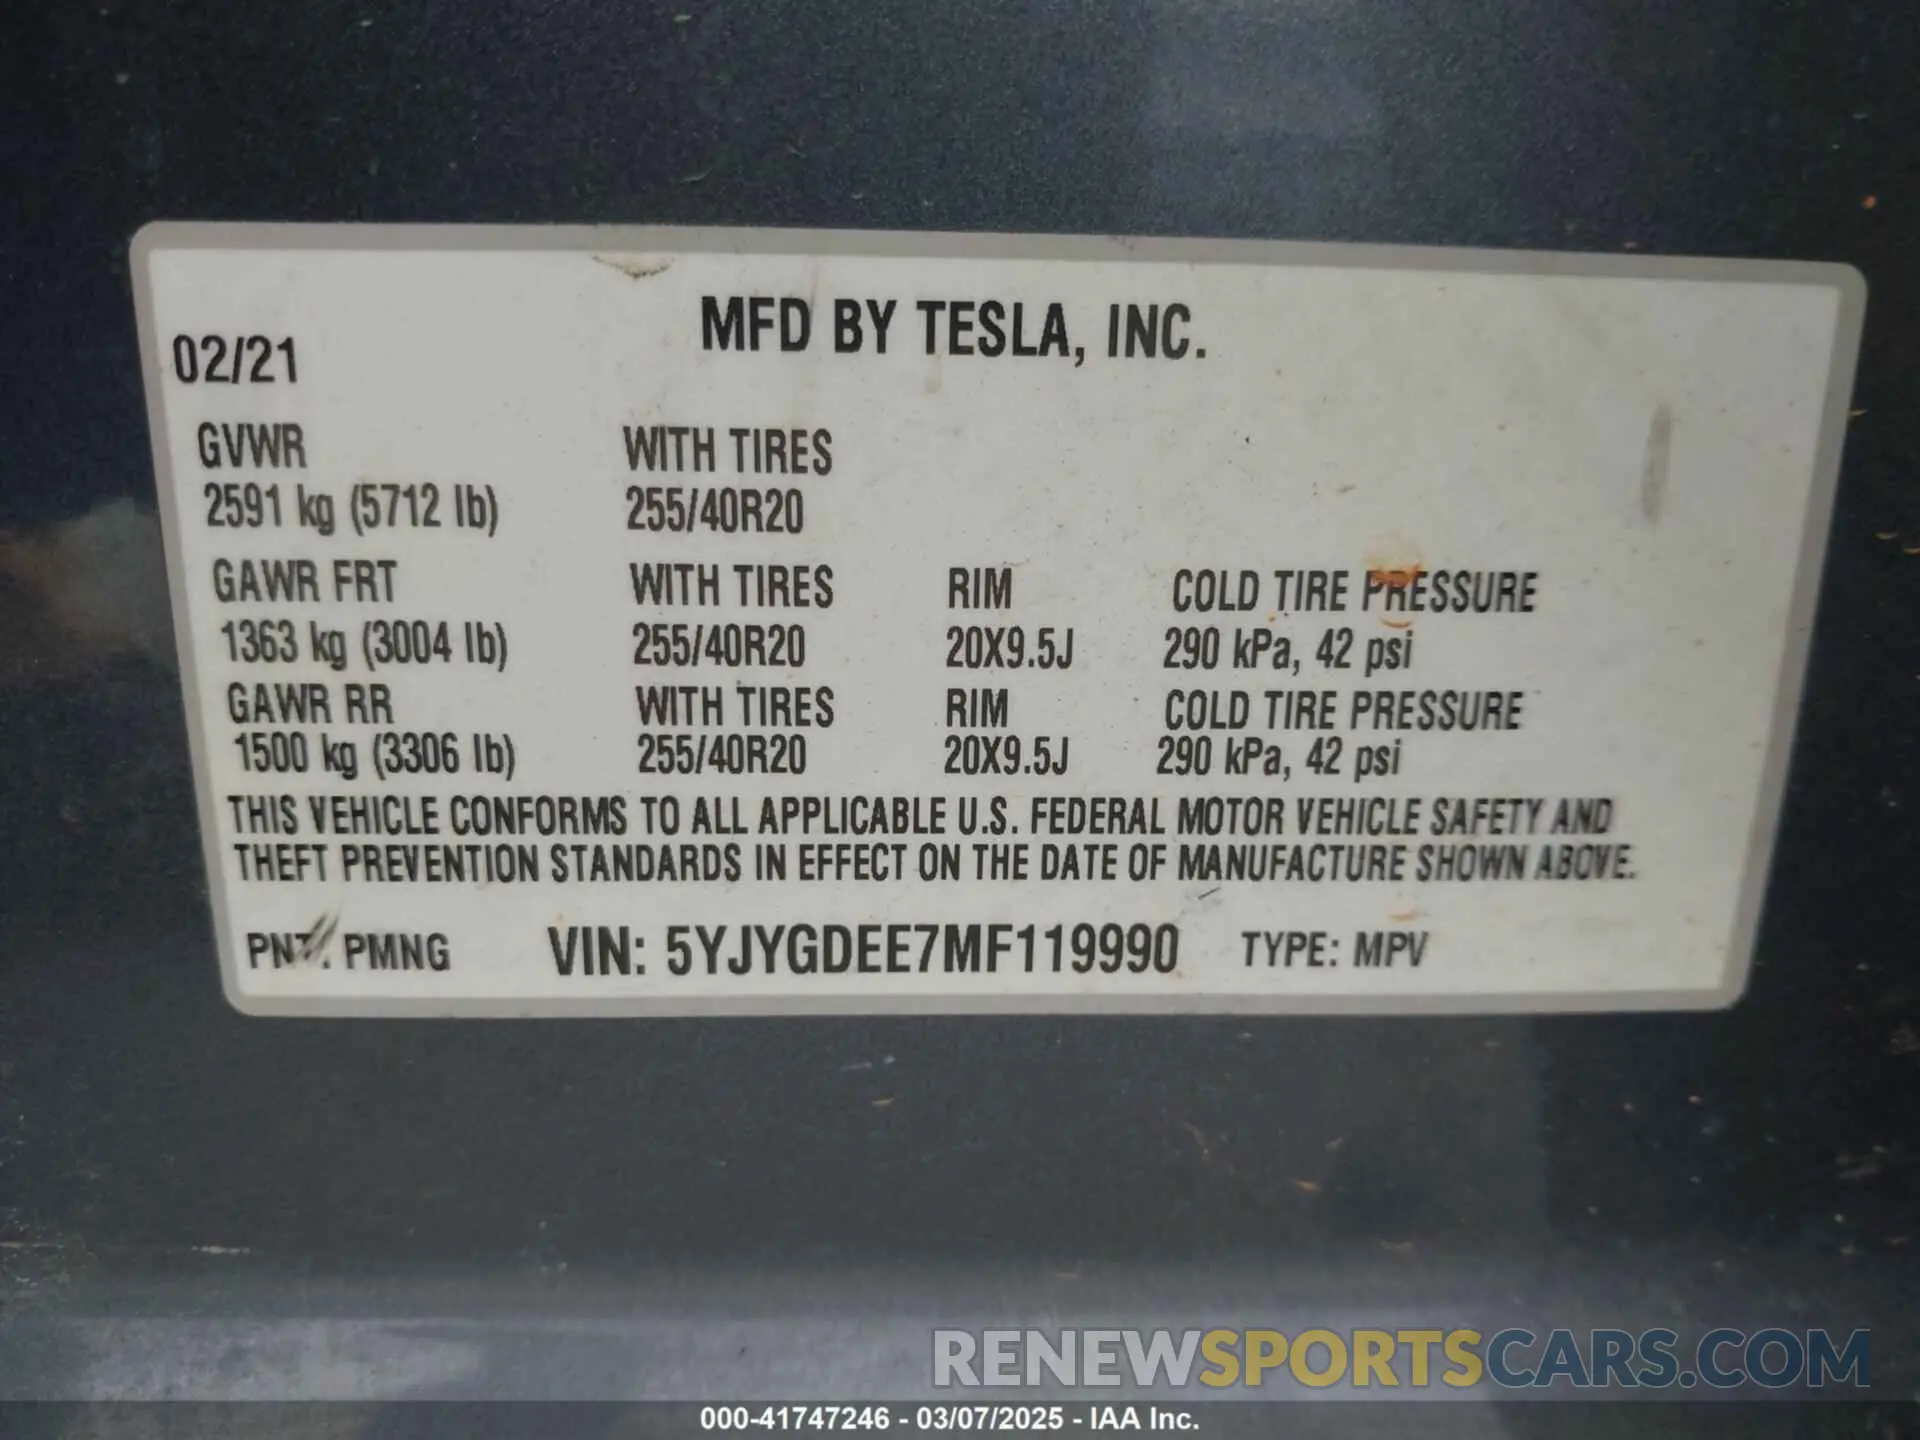 MFD BY TESLA, INC.
02/21
GVWR WITH TIRES
2591 kg (5712 lb) 255/40R20
GAWR FRT WITH TIRES RIM COLD TIRE PRESSURE
1363 kg (3004 lb) 255/40R20 20X9.5J 290 kPa, 42 psi
GAWR RR WITH TIRES RIM COLD TIRE PRESSURE
1500 kg (3306 lb) 255/40R20 20X9.5J 290 kPa, 42 psi
THIS VEHICLE CONFORMS TO ALL APPLICABLE U.S. FEDERAL MOTOR VEHICLE SAFETY AND
THEFT PREVENTION STANDARDS IN EFFECT ON THE DATE OF MANUFACTURE SHOWN ABOVE.
PNT. PMNG VIN: 5YJYGDEE7MF119990 TYPE: MPV
RENEWSPORTSCARS.COM
000-41747246 - 03/07/2025 - IAA Inc.